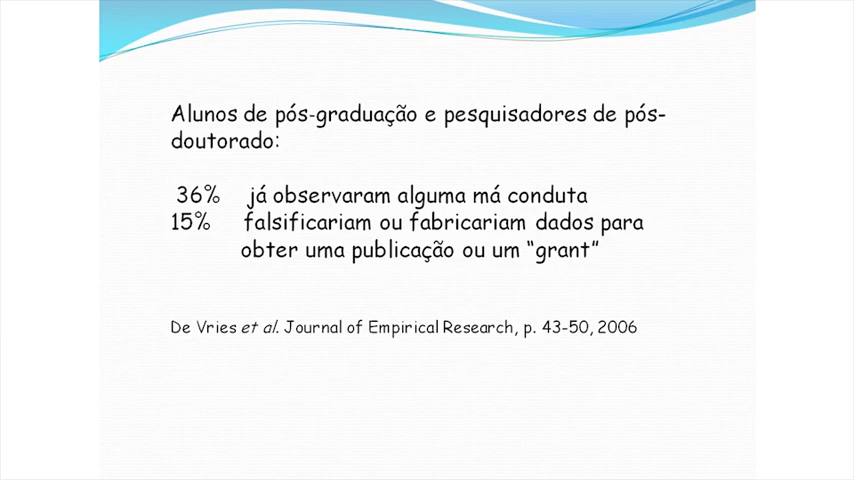 Alunos de pós-graduação e pesquisadores de pós-
doutorado:
36% já observaram alguma má conduta
15% falsificariam ou fabricariam dados para
obter uma publicação ou um “grant”
De Vries et al. Journal of Empirical Research, p. 43-50, 2006